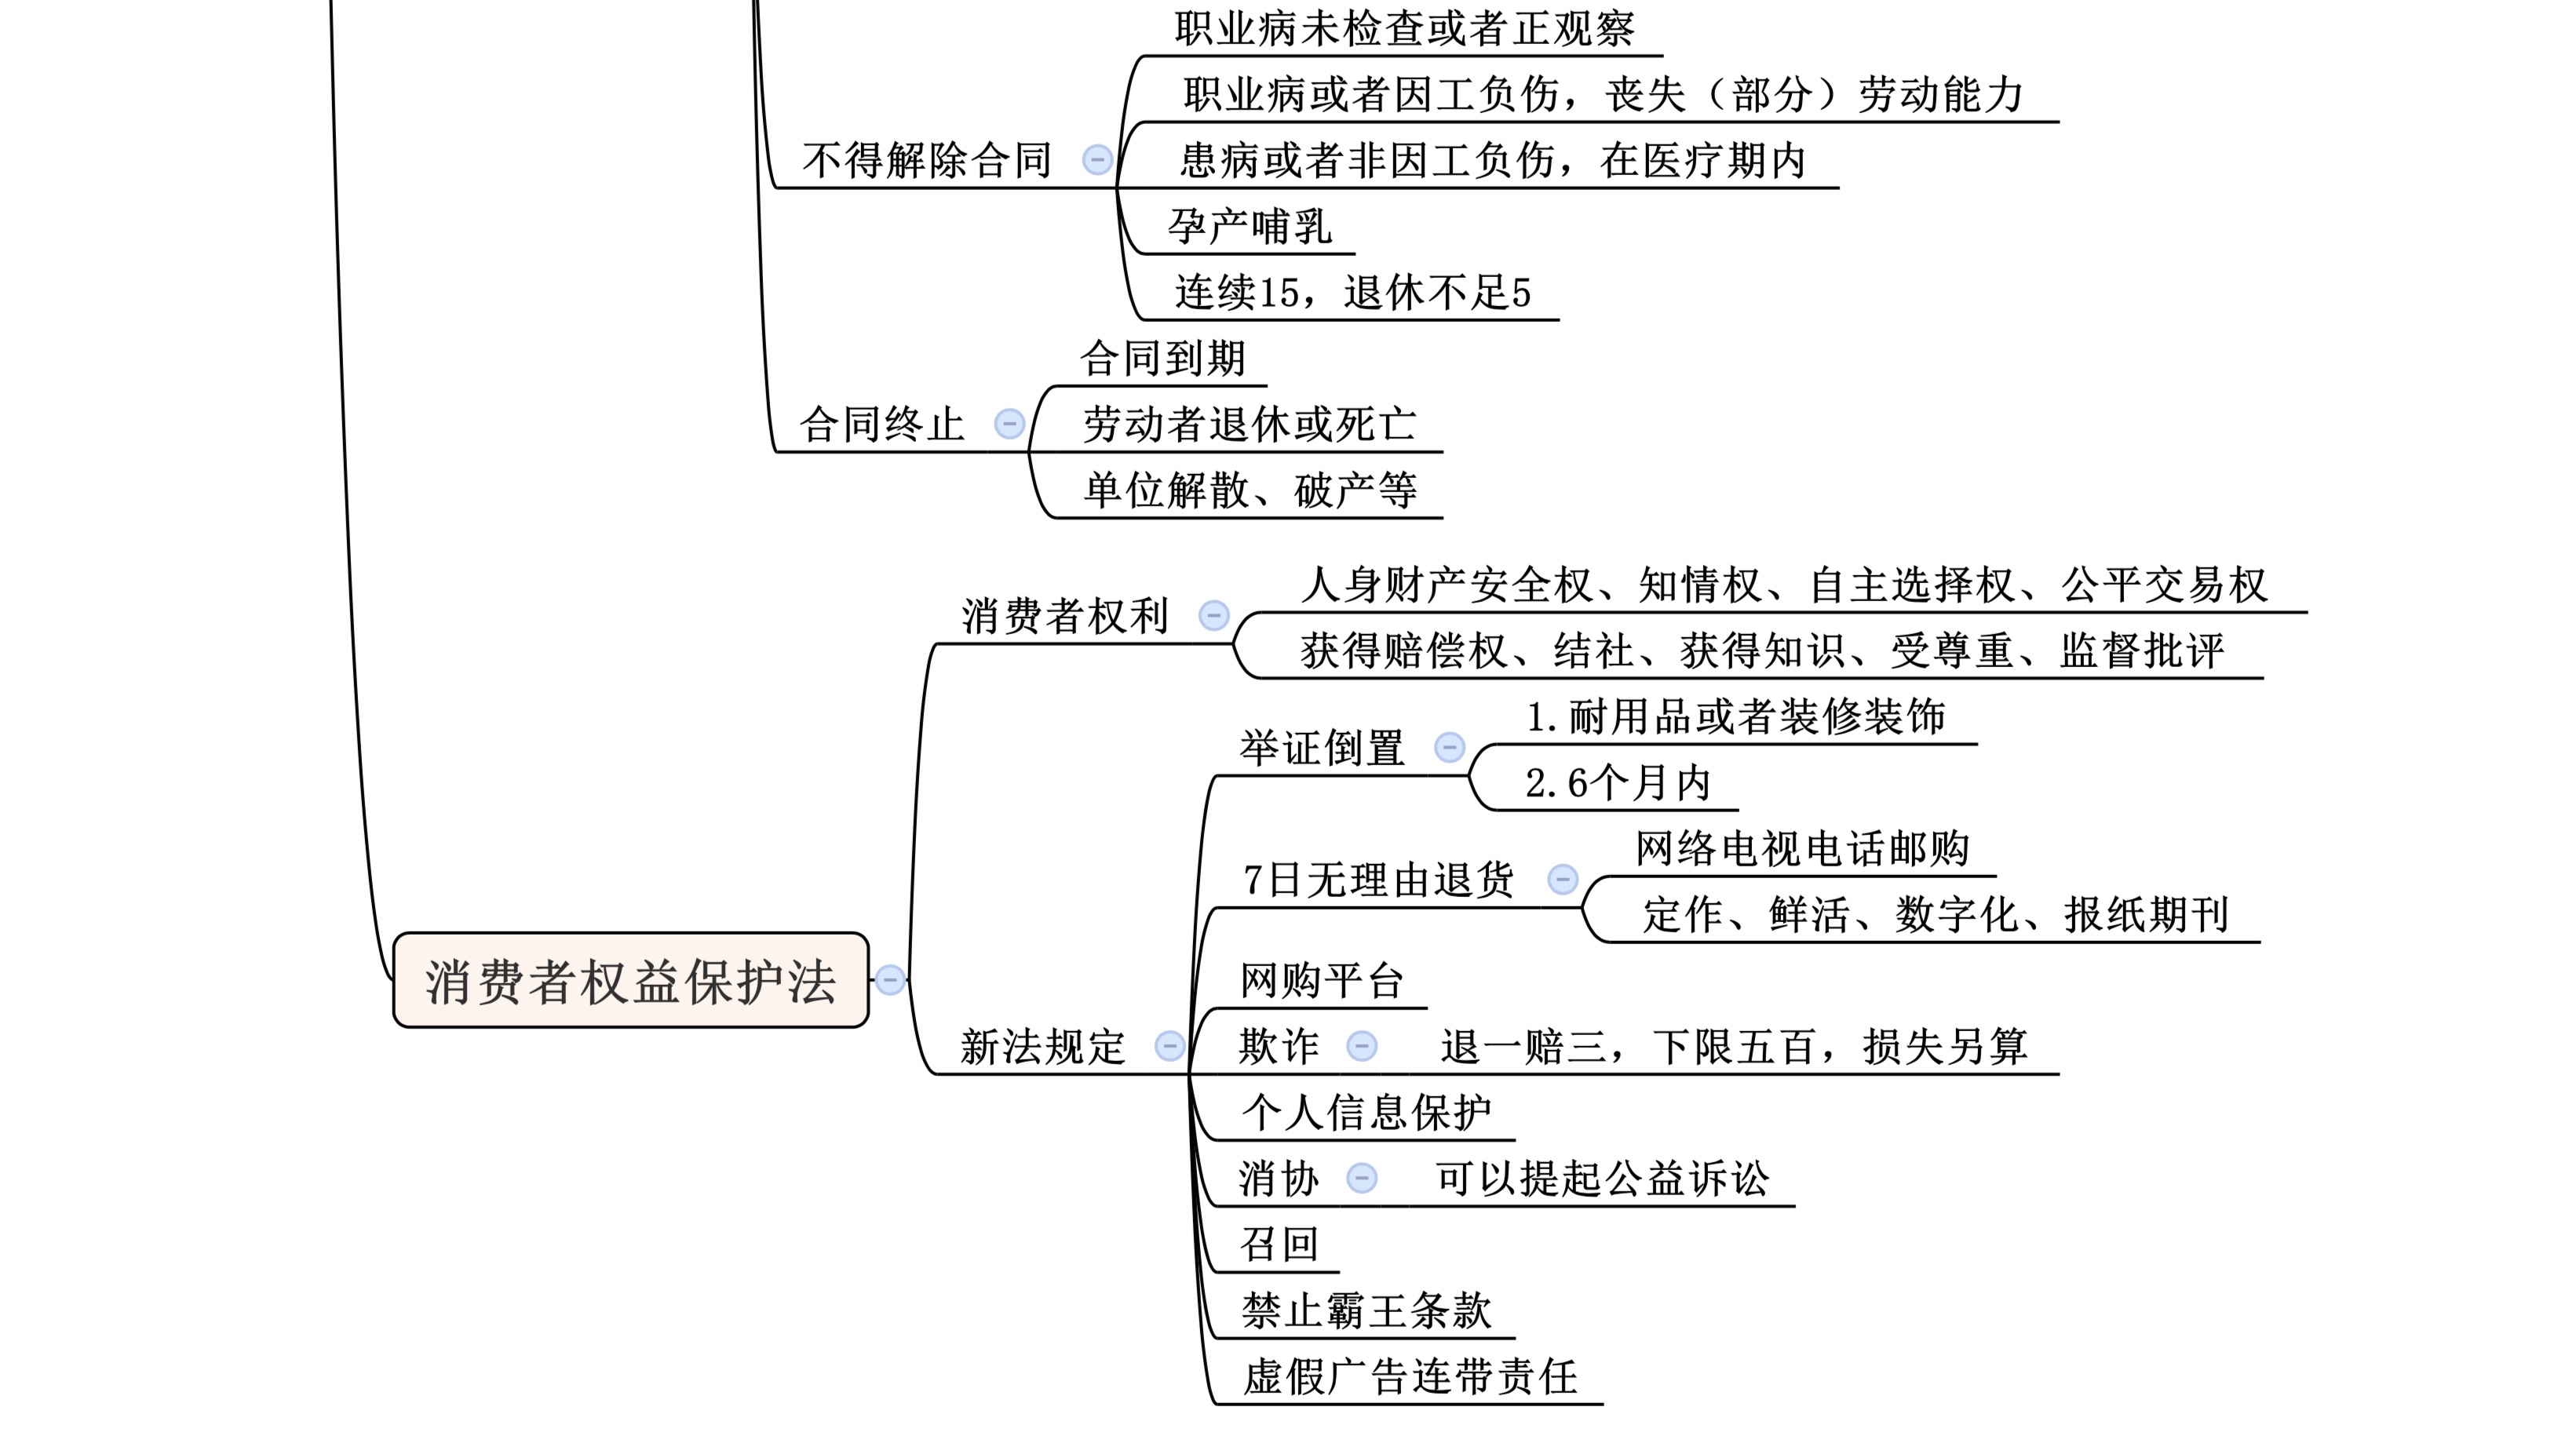 职业病未检查或者正观察
职业病或者因工负伤，丧失（部分）劳动能力
不得解除合同
患病或者非因工负伤，在医疗期内
孕产哺乳
连续15，退休不足5
合同到期
合同终止
劳动者退休或死亡
单位解散、破产等
消费者权益保护法
消费者权利
人身财产安全权、知情权、自主选择权、公平交易权
获得赔偿权、结社、获得知识、受尊重、监督批评
新法规定
举证倒置
1.耐用品或者装修装饰
2.6个月内
7日无理由退货
网络电视电话邮购
定作、鲜活、数字化、报纸期刊
网购平台
欺诈
退一赔三，下限五百，损失另算
个人信息保护
消协
可以提起公益诉讼
召回
禁止霸王条款
虚假广告连带责任